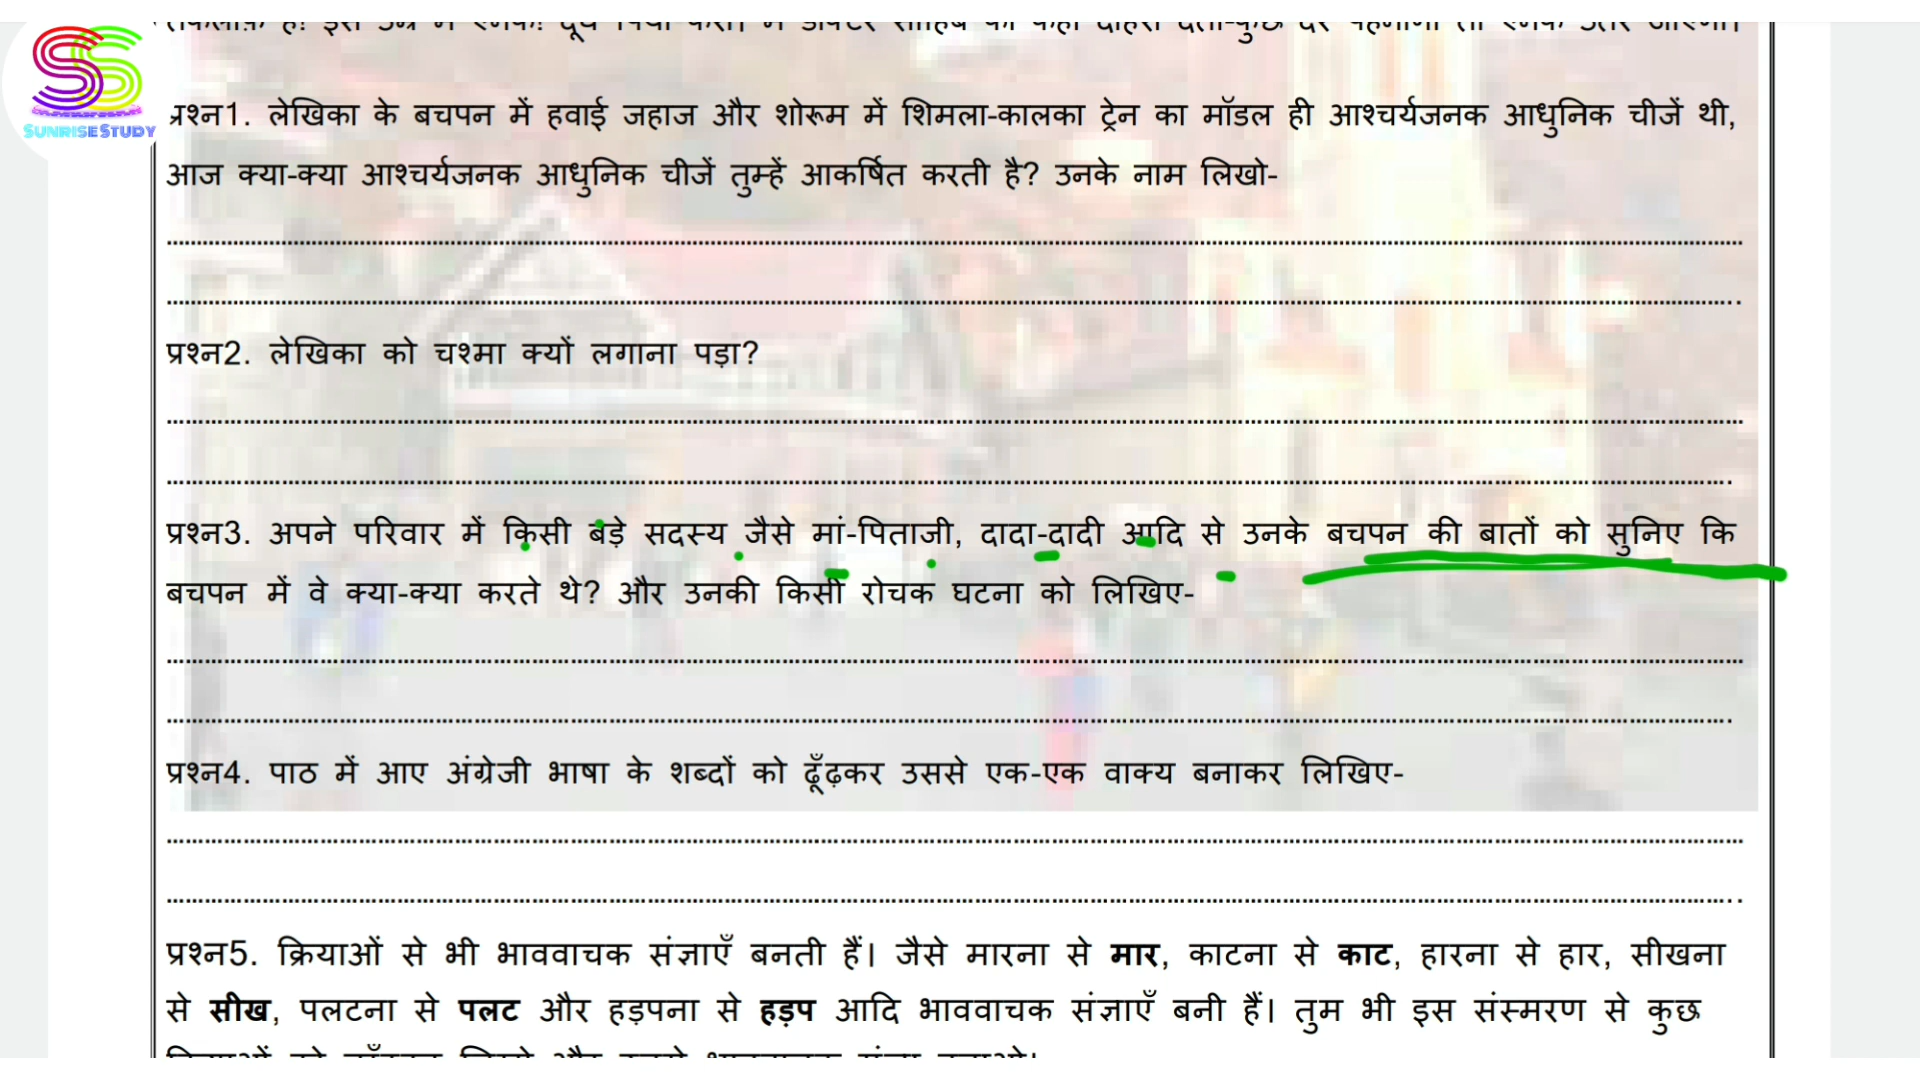 SUNRISE STUDY
प्रश्न1. लेखिका के बचपन में हवाई जहाज और शोरूम में शिमला-कालका ट्रेन का मॉडल ही आश्चर्यजनक आधुनिक चीजें थी,
आज क्या-क्या आश्चर्यजनक आधुनिक चीजें तुम्हें आकर्षित करती है? उनके नाम लिखो-
प्रश्न2. लेखिका को चश्मा क्यों लगाना पड़ा?
प्रश्न3. अपने परिवार में किसी बड़े सदस्य जैसे मां-पिताजी, दादा-दादी आदि से उनके बचपन की बातों को सुनिए कि
बचपन में वे क्या-क्या करते थे? और उनकी किसी रोचक घटना को लिखिए-
प्रश्न4. पाठ में आए अंग्रेजी भाषा के शब्दों को ढूँढ़कर उससे एक-एक वाक्य बनाकर लिखिए-
प्रश्न5. क्रियाओं से भी भाववाचक संज्ञाएँ बनती हैं। जैसे मारना से मार, काटना से काट, हारना से हार, सीखना
से सीख, पलटना से पलट और हड़पना से हड़प आदि भाववाचक संज्ञाएँ बनी हैं। तुम भी इस संस्मरण से कुछ